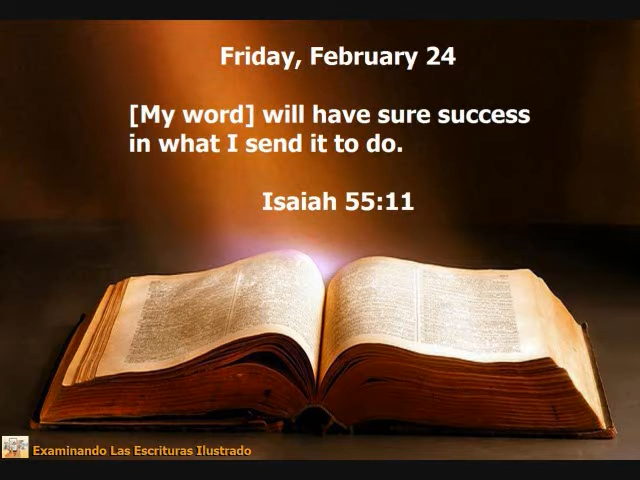 Friday, February 24
[My word] will have sure success
in what I send it to do.
Isaiah 55:11
Examinando Las Escrituras Ilustrado